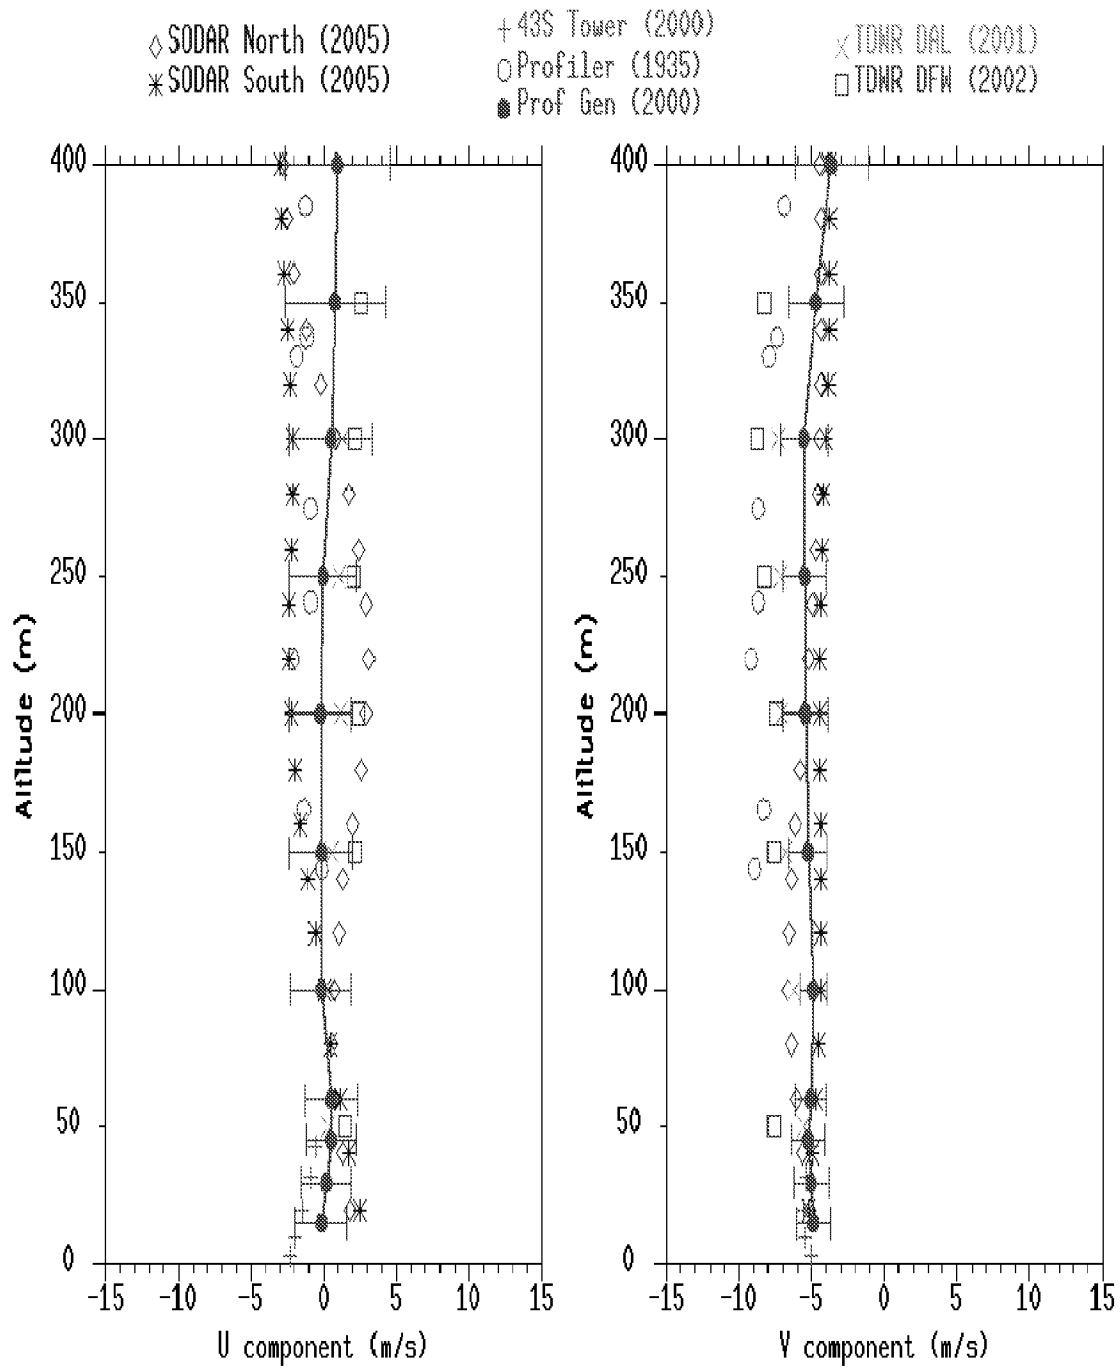 ◇ SODAR North (2005)
✳ SODAR South (2005)
+ 43S Tower (2000)
○ Profiler (1935)
● Prof Gen (2000)
× TDWR DAL (2001)
□ TDWR DFW (2002)
400
350
300
250
200
150
100
50
0
Altitude (m)
-15 -10 -5 0 5 10 15
U component (m/s)
400
350
300
250
200
150
100
50
0
Altitude (m)
-15 -10 -5 0 5 10 15
V component (m/s)